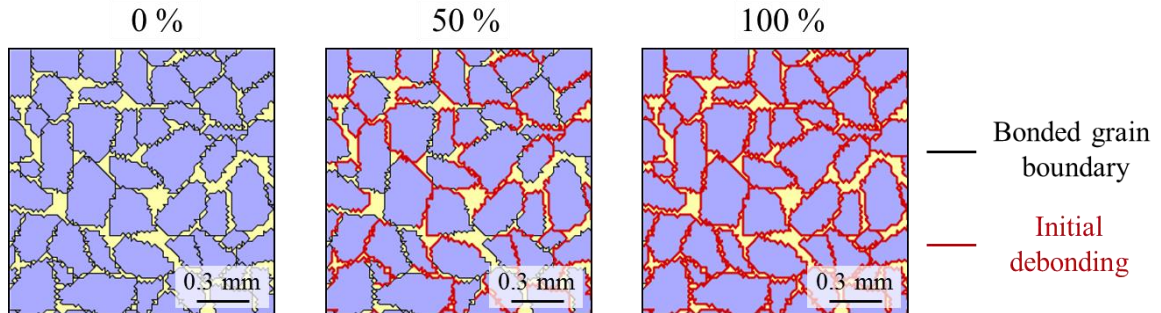 0 %
50 %
100 %
0.3 mm
0.3 mm
0.3 mm
Bonded grain
boundary
Initial
debonding